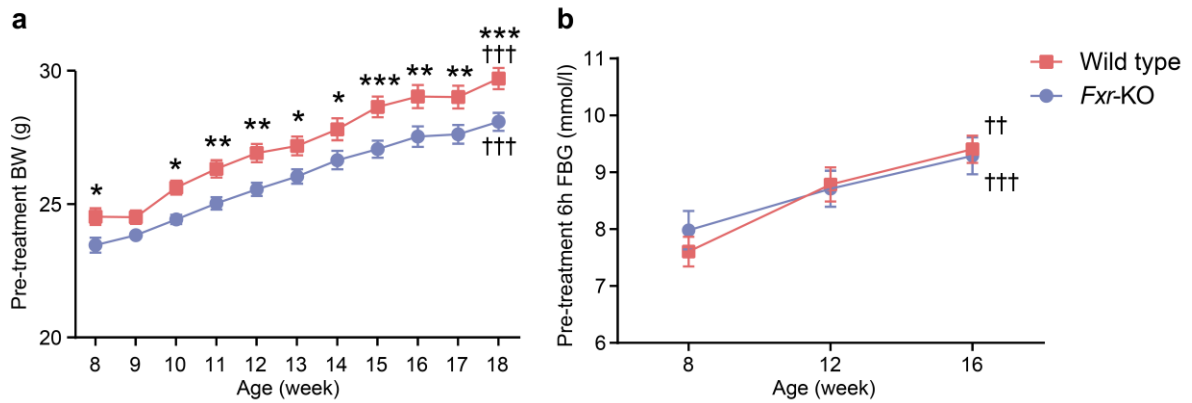 a
Pre-treatment BW (g)
30
25
20
* * ** ** * * *** ** ** ***
†††
†††
8 9 10 11 12 13 14 15 16 17 18
Age (week)
b
Pre-treatment 6h FBG (mmol/l)
11
10
9
8
7
6
††
†††
8 12 16
Age (week)
Wild type
Fxr-KO